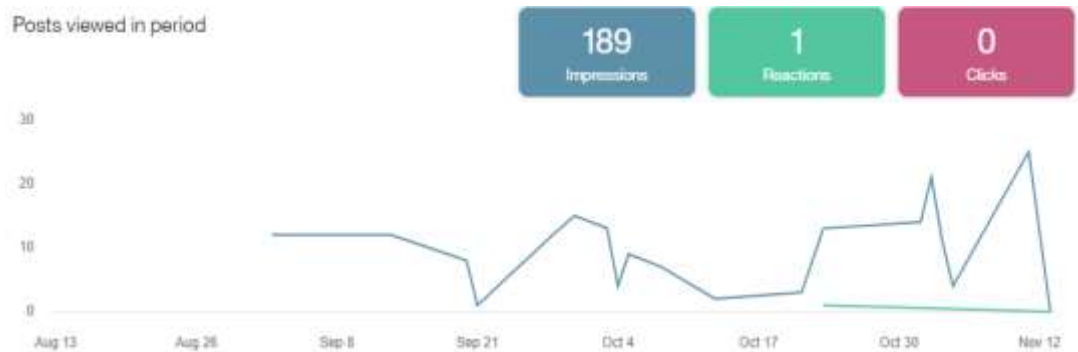 Posts viewed in period
189
Impressions
1
Reactions
0
Clicks
30
20
10
0
Aug 13 Aug 26 Sep 8 Sep 21 Oct 4 Oct 17 Oct 30 Nov 12